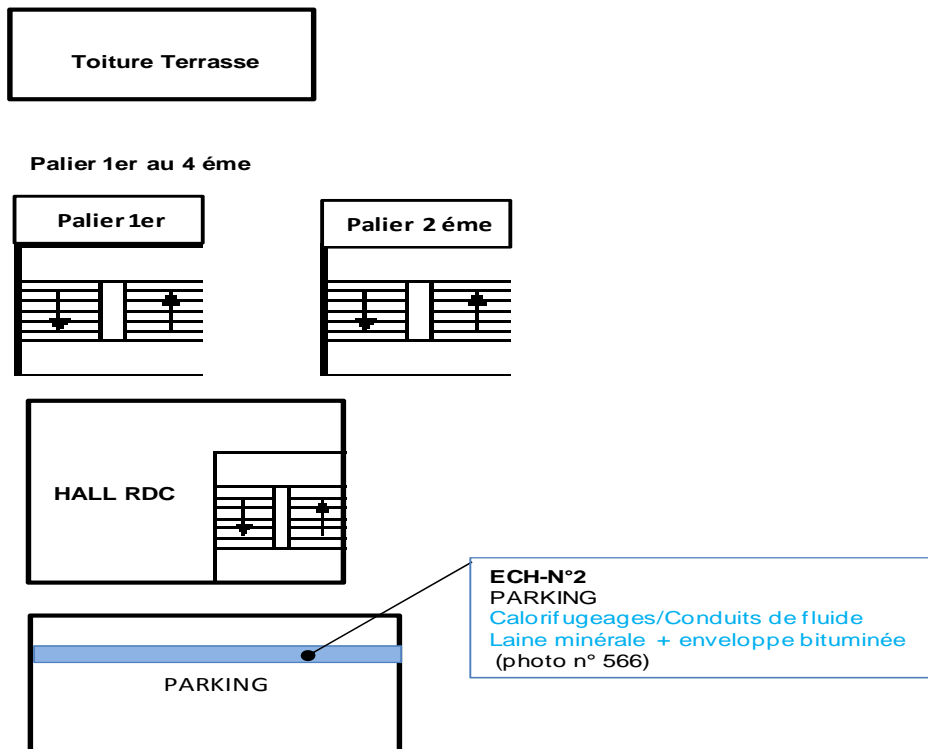 Toiture Terrasse
Palier 1er au 4 éme
Palier 1er
Palier 2 éme
HALL RDC
ECH-N°2
PARKING
Calorifugeages/Conduits de fluide
Laine minérale + enveloppe bituminée
(photo n° 566)
PARKING